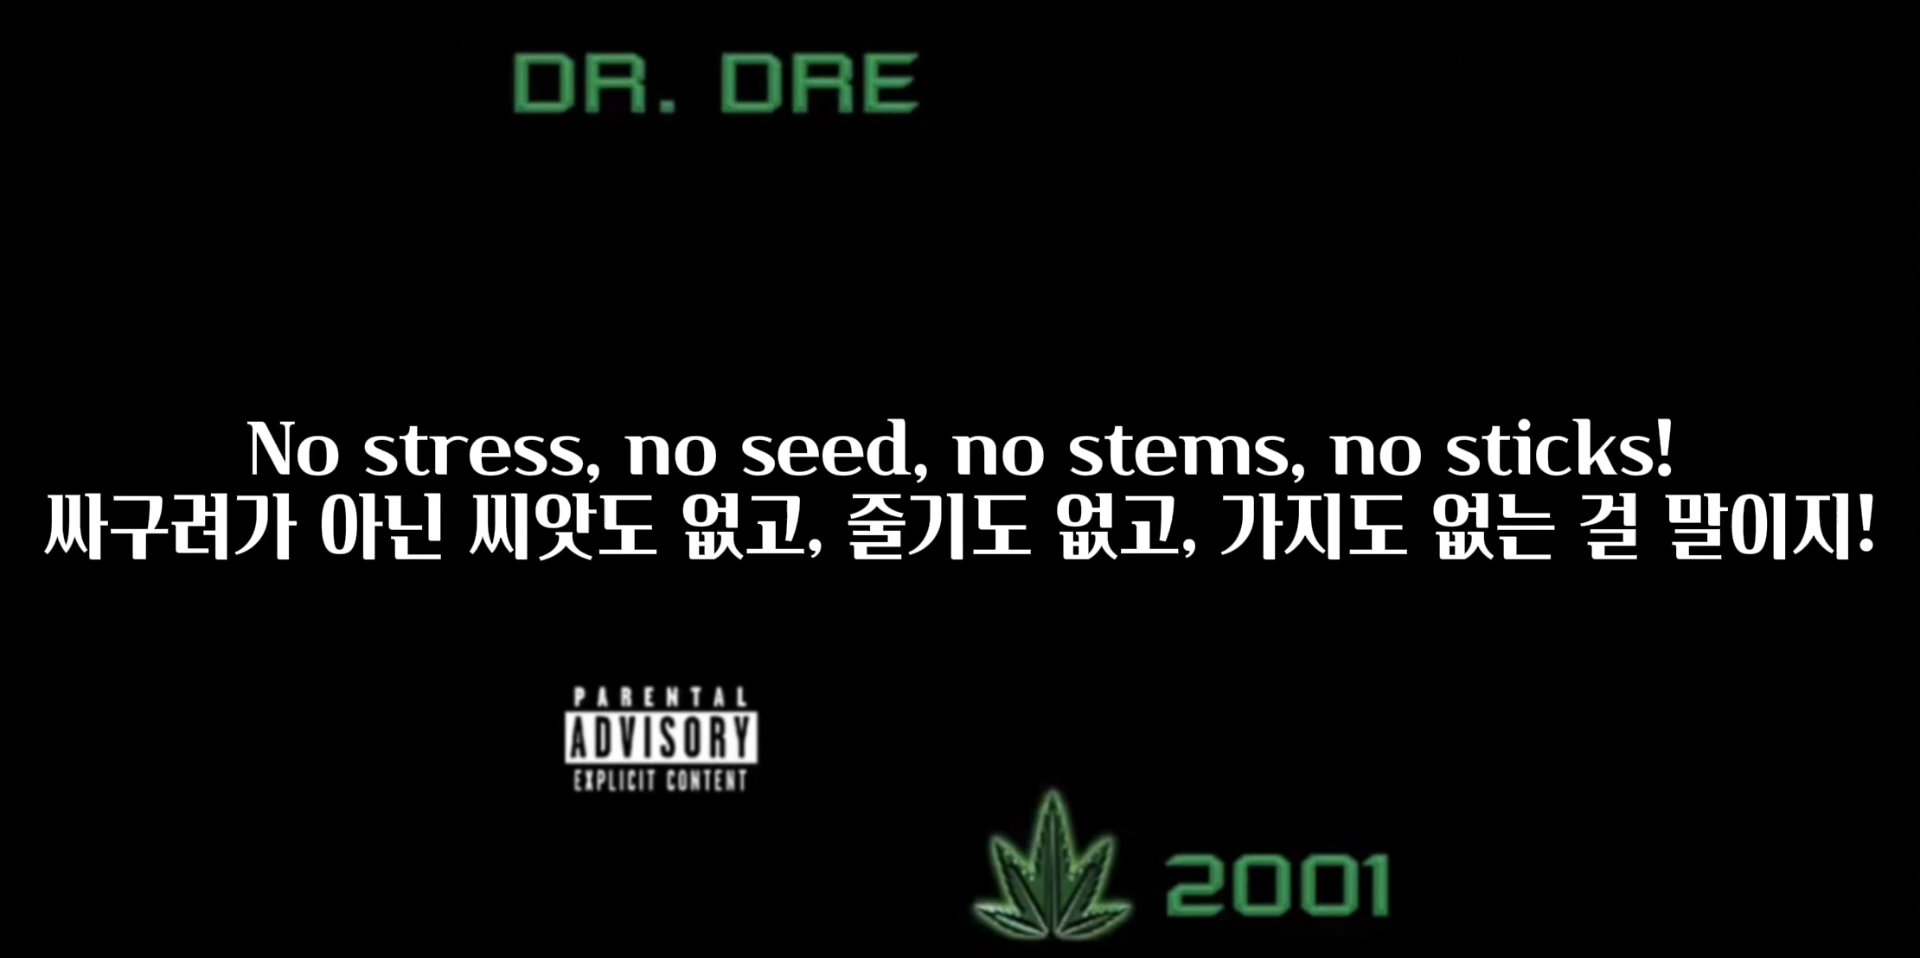 DR. DRE
No stress, no seed, no stems, no sticks!
싸구려가 아닌 씨앗도 없고, 줄기도 없고, 가지도 없는 걸 말이지!
PARENTAL
ADVISORY
EXPLICIT CONTENT
2001